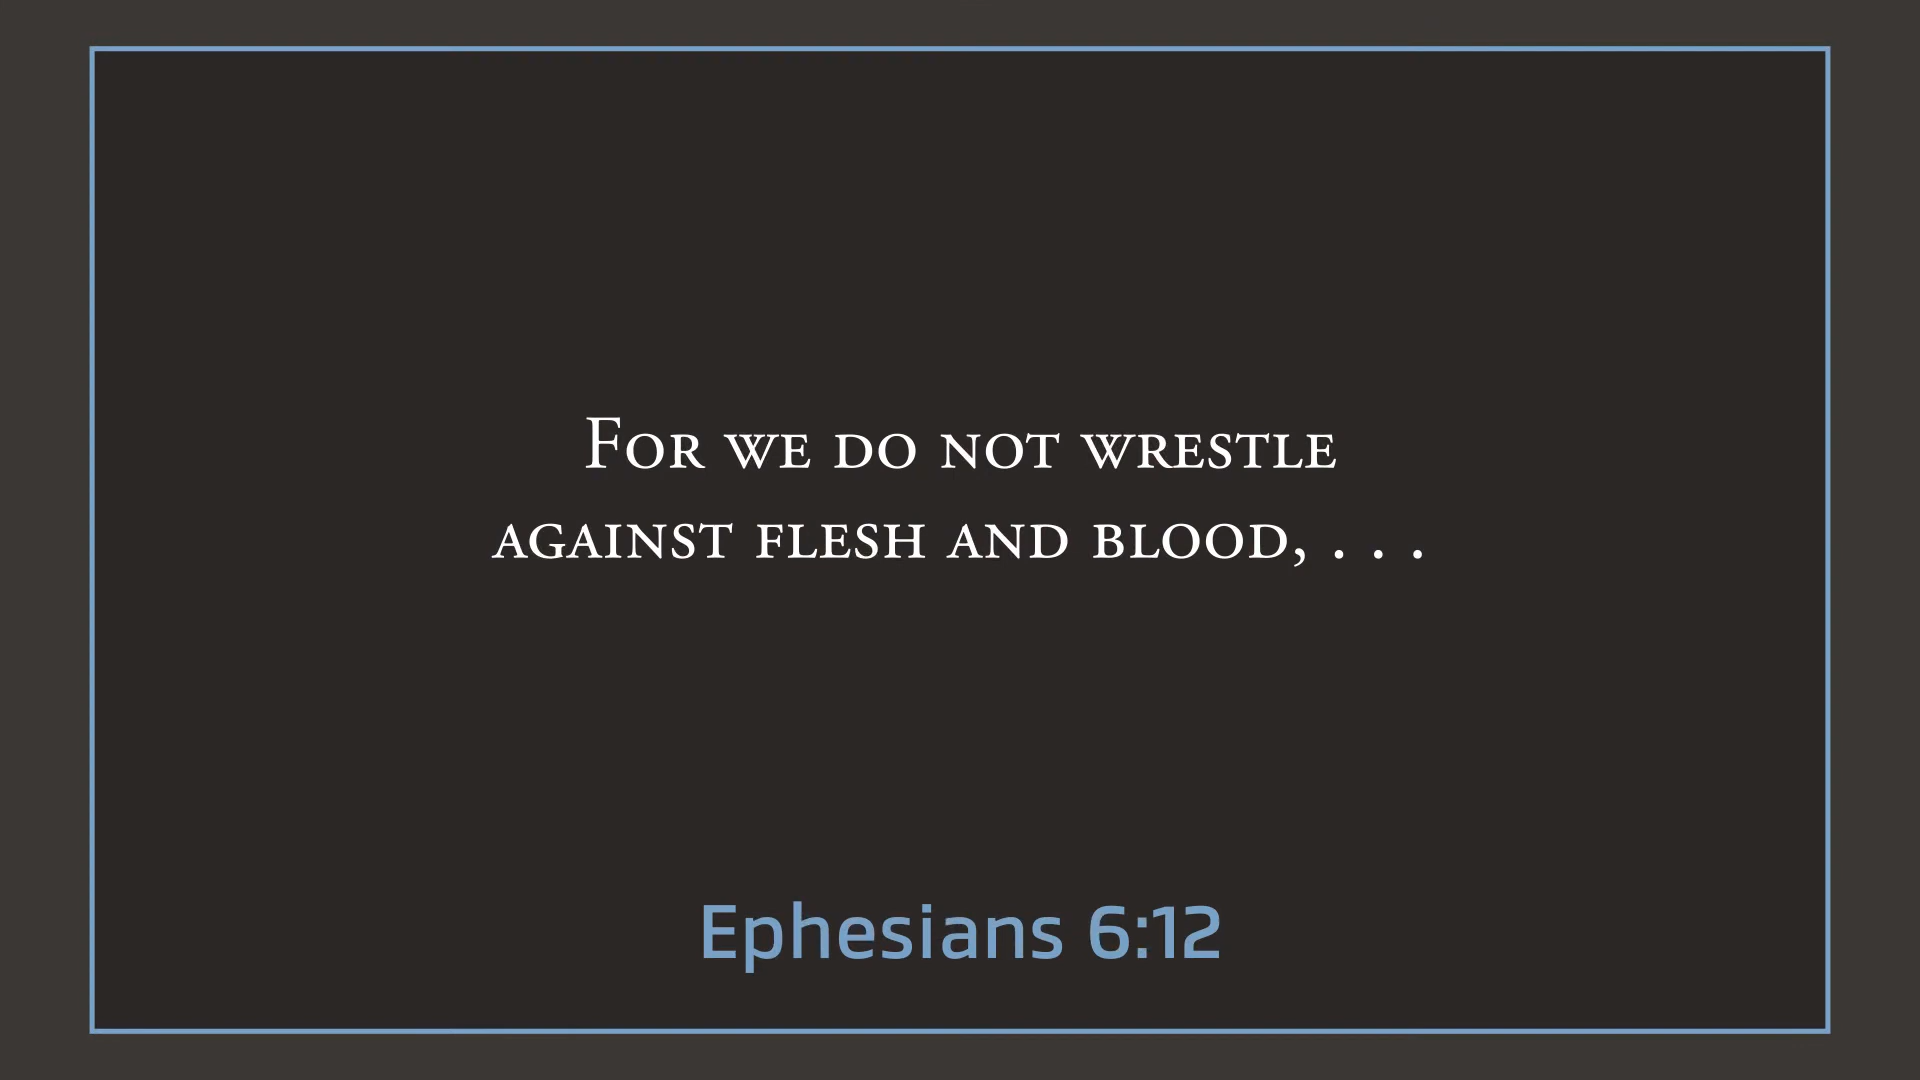 For we do not wrestle
against flesh and blood, . . .
Ephesians 6:12